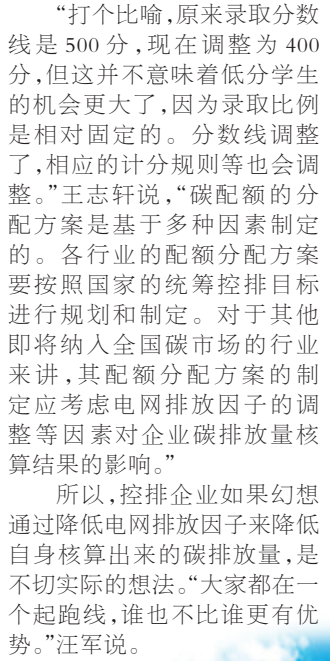 “打个比喻,原来录取分数
线是 500 分,现在调整为 400
分,但这并不意味着低分学生
的机会更大了,因为录取比例
是相对固定的。分数线调整
了,相应的计分规则等也会调
整。”王志轩说,“碳配额的分
配方案是基于多种因素制定
的。各行业的配额分配方案
要按照国家的统筹控排目标
进行规划和制定。对于其他
即将纳入全国碳市场的行业
来讲,其配额分配方案的制
定应考虑电网排放因子的调
整等因素对企业碳排放量核
算结果的影响。”
所以,控排企业如果幻想
通过降低电网排放因子来降低
自身核算出来的碳排放量,是
不切实际的想法。“大家都在一
个起跑线,谁也不比谁更有优
势。”汪军说。